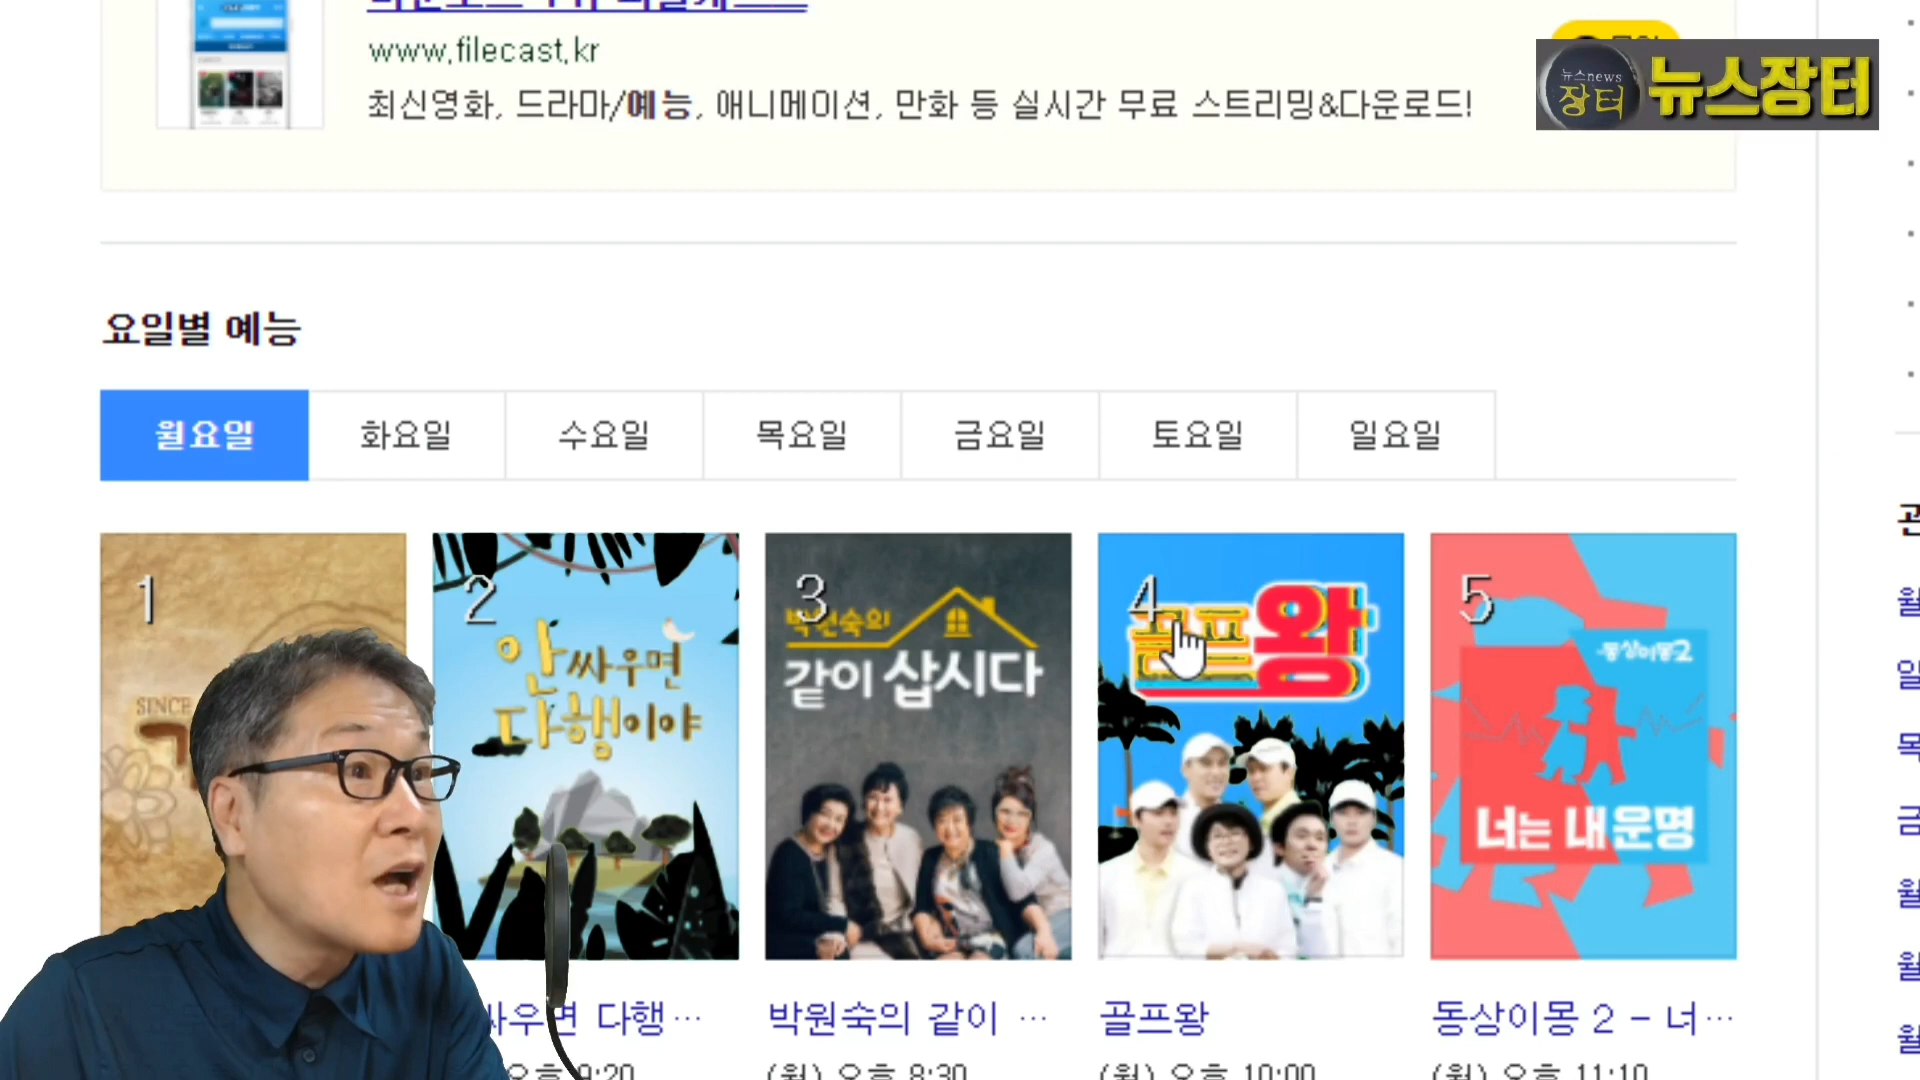 www.filecast.kr
최신영화, 드라마/예능, 애니메이션, 만화 등 실시간 무료 스트리밍&다운로드!
뉴스news
장터
뉴스장터
요일별 예능
월요일
화요일
수요일
목요일
금요일
토요일
일요일
1
SINCE
2
안싸우면
다행이야
3
박원숙의
같이 삽시다
4
골프왕
5
동상이몽2
너는 내운명
싸우면 다행…
박원숙의 같이 …
골프왕
동상이몽 2 - 너…
오후 9:20
(월) 오후 8:30
(월) 오후 10:00
(월) 오후 11:10